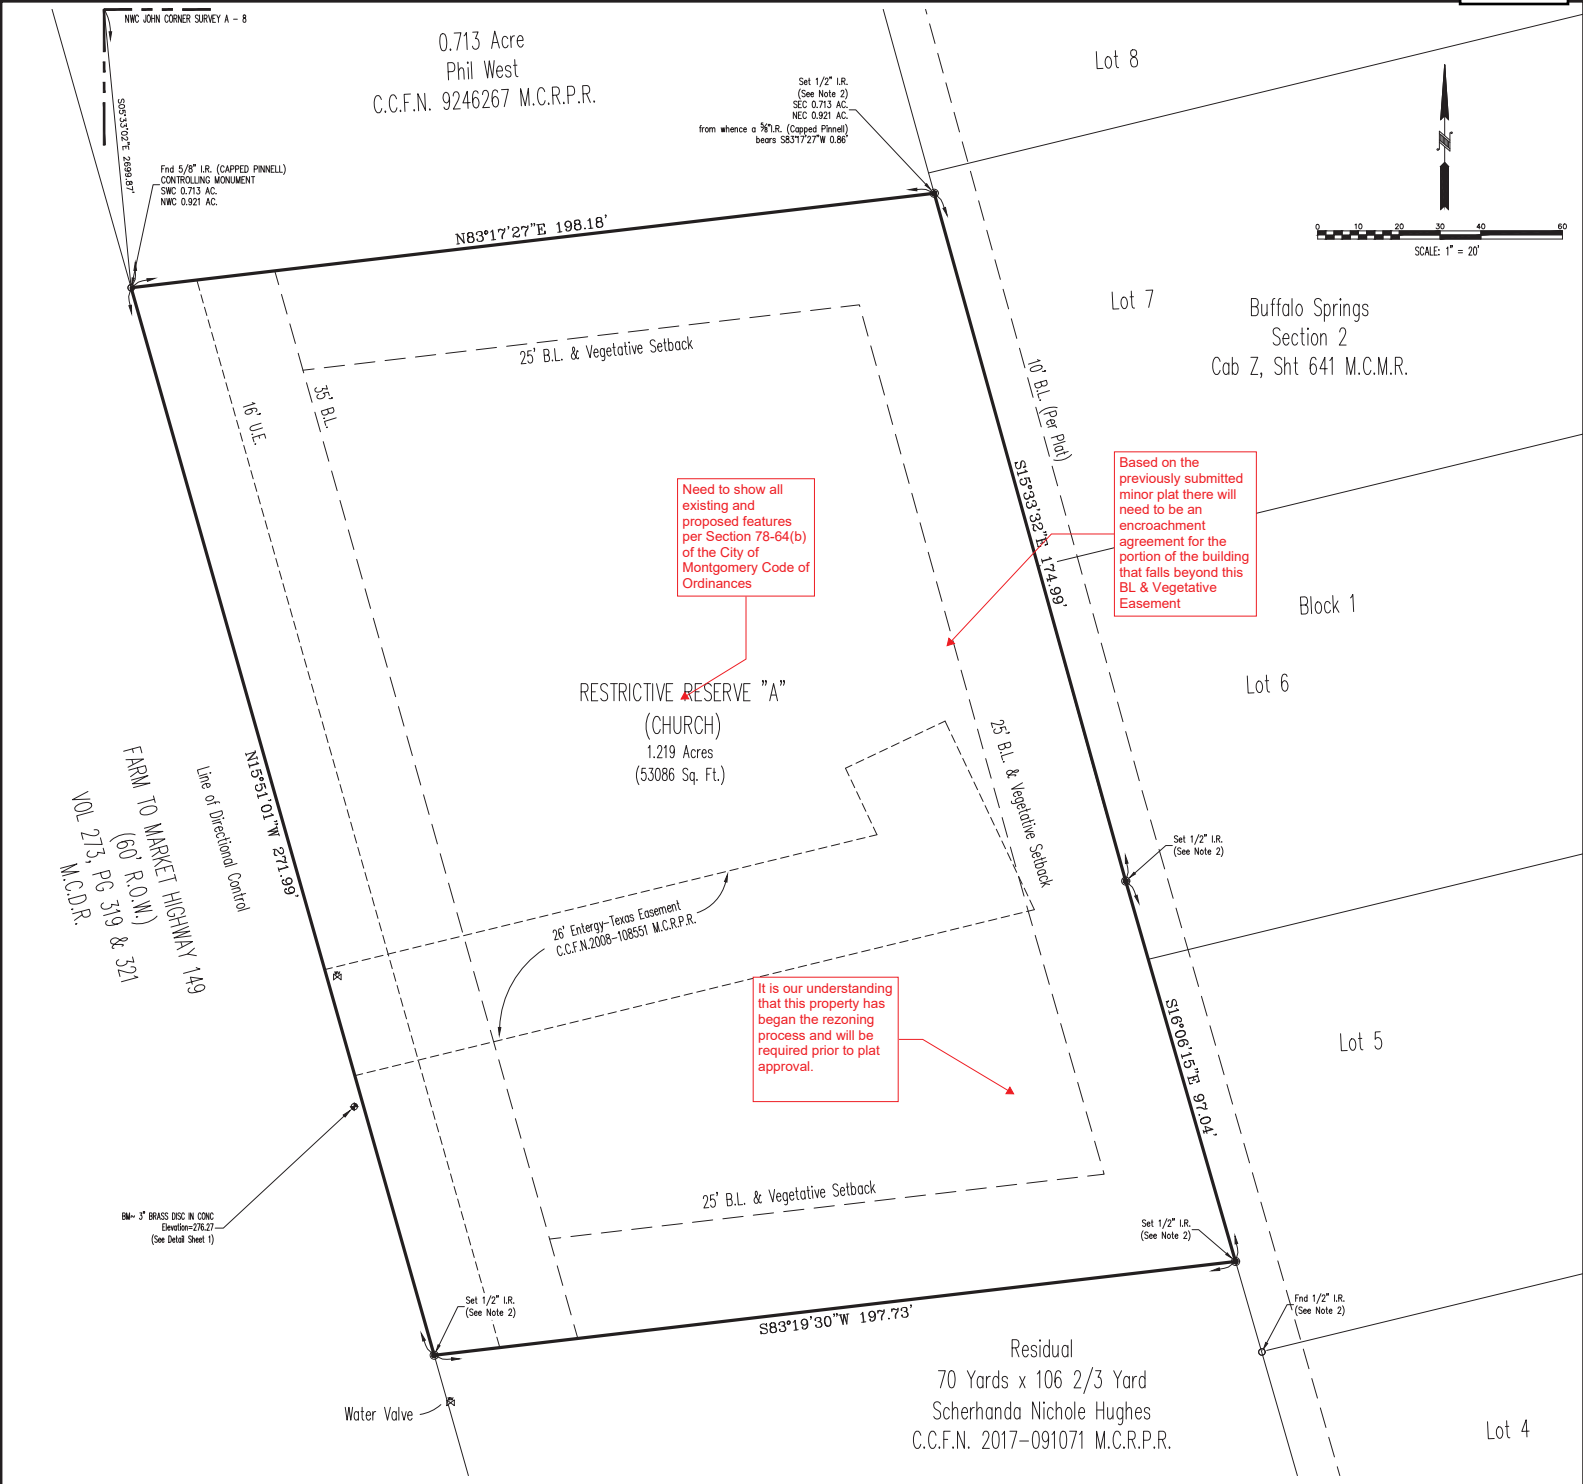 NWC JOHN CORNER SURVEY A - 8
S05°33'02"E 2699.87'
0.713 Acre
Phil West
C.C.F.N. 9246267 M.C.R.P.R.
Lot 8
Set 1/2" I.R.
(See Note 2)
SEC 0.713 AC.
NEC 0.921 AC.
from whence a ⅝"I.R. (Capped Pinnell)
bears S83°17'27"W 0.86'
Fnd 5/8" I.R. (CAPPED PINNELL)
CONTROLLING MONUMENT
SWC 0.713 AC.
NWC 0.921 AC.
N83°17'27"E 198.18'
0 10 20 30 40 60
SCALE: 1" = 20'
Lot 7
Buffalo Springs
Section 2
Cab Z, Sht 641 M.C.M.R.
25' B.L. & Vegetative Setback
16' U.E.
35' B.L.
10' B.L. (Per Plat)
S15°33'32"E 174.99'
Need to show all
existing and
proposed features
per Section 78-64(b)
of the City of
Montgomery Code of
Ordinances
Based on the
previously submitted
minor plat there will
need to be an
encroachment
agreement for the
portion of the building
that falls beyond this
BL & Vegetative
Easement
Block 1
Lot 6
RESTRICTIVE RESERVE "A"
(CHURCH)
1.219 Acres
(53086 Sq. Ft.)
25' B.L. & Vegetative Setback
N15°51'01"W 271.99'
Line of Directional Control
FARM TO MARKET HIGHWAY 149
(60' R.O.W.)
VOL 273, PG 319 & 321
M.C.D.R.
Set 1/2" I.R.
(See Note 2)
26' Entergy-Texas Easement
C.C.F.N.2008-108551 M.C.R.P.R.
It is our understanding
that this property has
began the rezoning
process and will be
required prior to plat
approval.
S16°06'15"E 97.04'
Lot 5
25' B.L. & Vegetative Setback
BM~ 3" BRASS DISC IN CONC
Elevation=276.27
(See Detail Sheet 1)
Set 1/2" I.R.
(See Note 2)
Set 1/2" I.R.
(See Note 2)
Fnd 1/2" I.R.
(See Note 2)
S83°19'30"W 197.73'
Residual
70 Yards x 106 2/3 Yard
Scherhanda Nichole Hughes
C.C.F.N. 2017-091071 M.C.R.P.R.
Water Valve
Lot 4